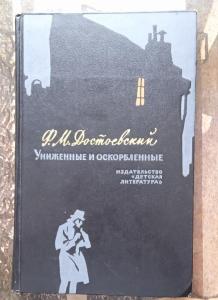 Ф.М.Достоевский
Униженные и оскорбленные
ИЗДАТЕЛЬСТВО
«ДЕТСКАЯ
ЛИТЕРАТУРА»